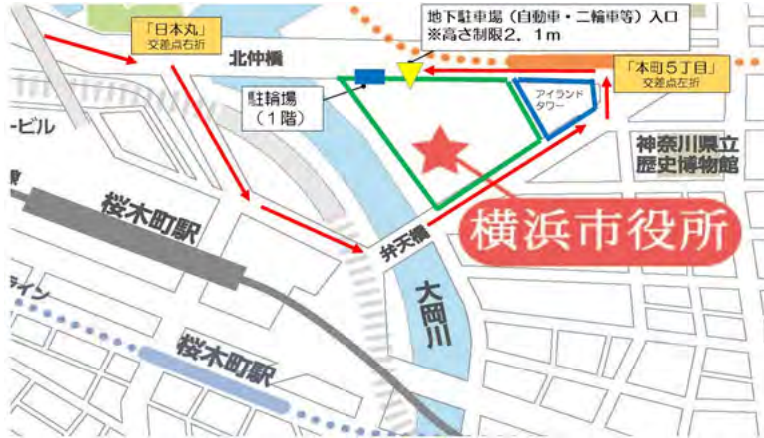 「日本丸」
交差点右折
地下駐車場（自動車・二輪車等）入口
※高さ制限2．1m
北仲橋
「本町5丁目」
交差点左折
駐輪場
（1階）
アイランド
タワー
神奈川県立
歴史博物館
ービル
桜木町駅
横浜市役所
弁天橋
大岡川
ライン
桜木町駅